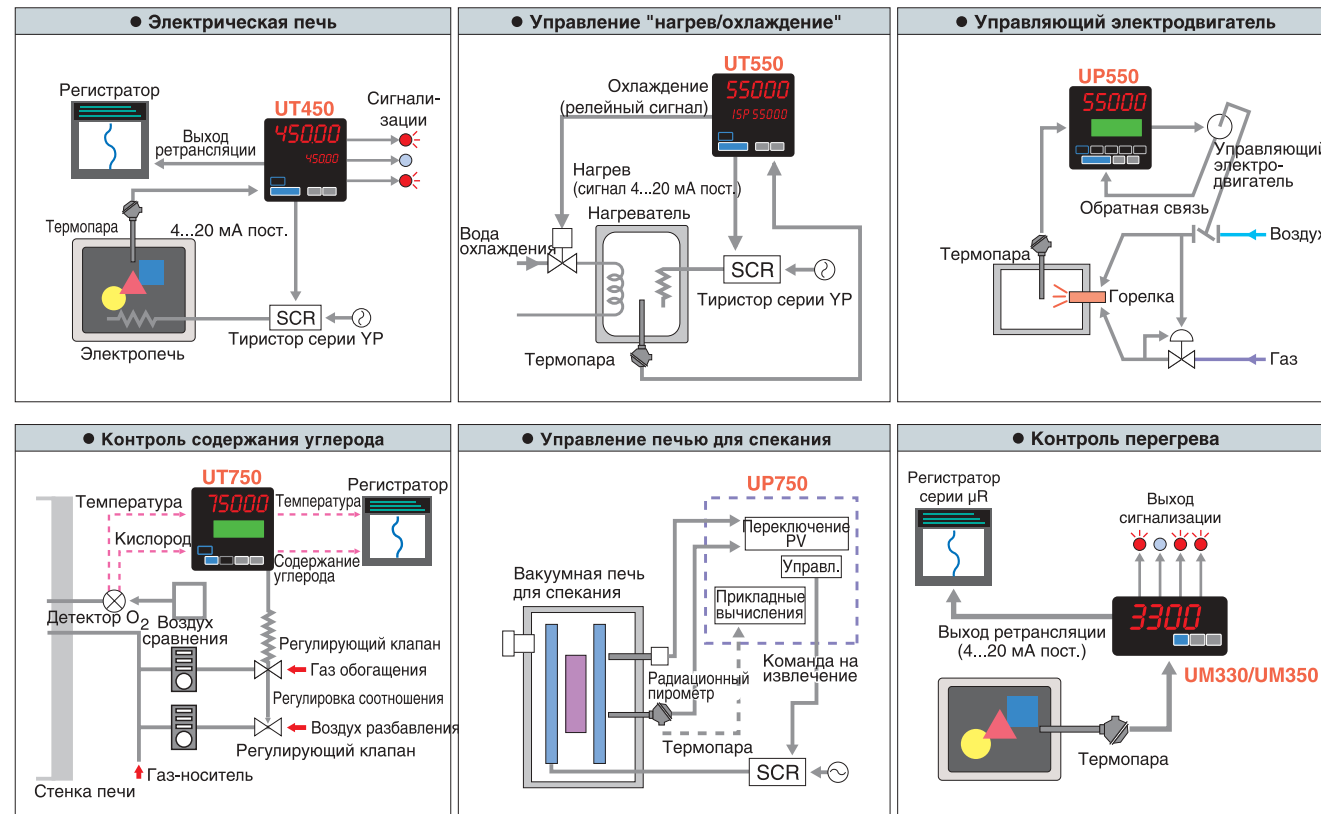 ● Электрическая печь
Регистратор
UT450
Сигнали-
зации
45000
45000
Выход
ретрансляции
Термопара
4...20 мА пост.
SCR
Тиристор серии YP
Электропечь
● Управление "нагрев/охлаждение"
UT550
Охлаждение
(релейный сигнал)
55000
ISP 55000
Нагрев
(сигнал 4...20 мА пост.)
Нагреватель
Вода
охлаждения
SCR
Тиристор серии YP
Термопара
● Управляющий электродвигатель
UP550
55000
Управляющий
электро-
двигатель
Обратная связь
Воздух
Термопара
Горелка
Газ
● Контроль содержания углерода
UT750
Регистратор
Температура
75000
Температура
Кислород
Содержание
углерода
Детектор O2
Воздух
сравнения
Регулирующий клапан
Газ обогащения
Регулировка соотношения
Воздух разбавления
Регулирующий клапан
Газ-носитель
Стенка печи
● Управление печью для спекания
UP750
Переключение
PV
Управл.
Вакуумная печь
для спекания
Прикладные
вычисления
Команда на
извлечение
Радиационный
пирометр
Термопара
SCR
● Контроль перегрева
Регистратор
серии µR
Выход
сигнализации
3300
Выход ретрансляции
(4...20 мА пост.)
UM330/UM350
Термопара